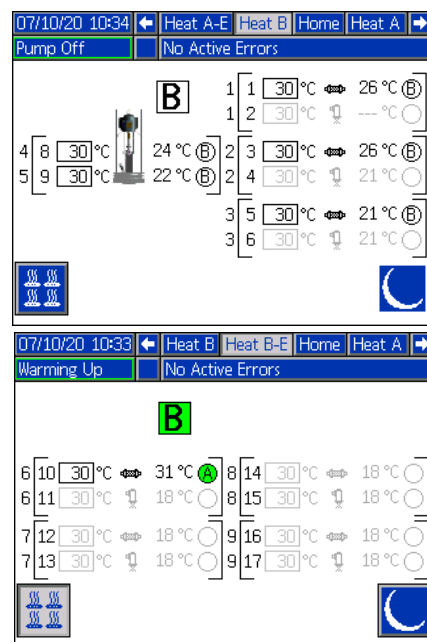 07/10/20 10:34 Heat A-E Heat B Home Heat A
Pump Off No Active Errors
B
1 1 30 °C 26 °C B
1 2 30 °C --- °C
4 8 30 °C 24 °C B 2 3 30 °C 26 °C B
5 9 30 °C 22 °C B 2 4 30 °C 21 °C
3 5 30 °C 21 °C B
3 6 30 °C 21 °C
07/10/20 10:33 Heat B Heat B-E Home Heat A
Warming Up No Active Errors
B
6 10 30 °C 31 °C A 8 14 30 °C 18 °C
6 11 30 °C 18 °C 8 15 30 °C 18 °C
7 12 30 °C 18 °C 9 16 30 °C 18 °C
7 13 30 °C 18 °C 9 17 30 °C 18 °C